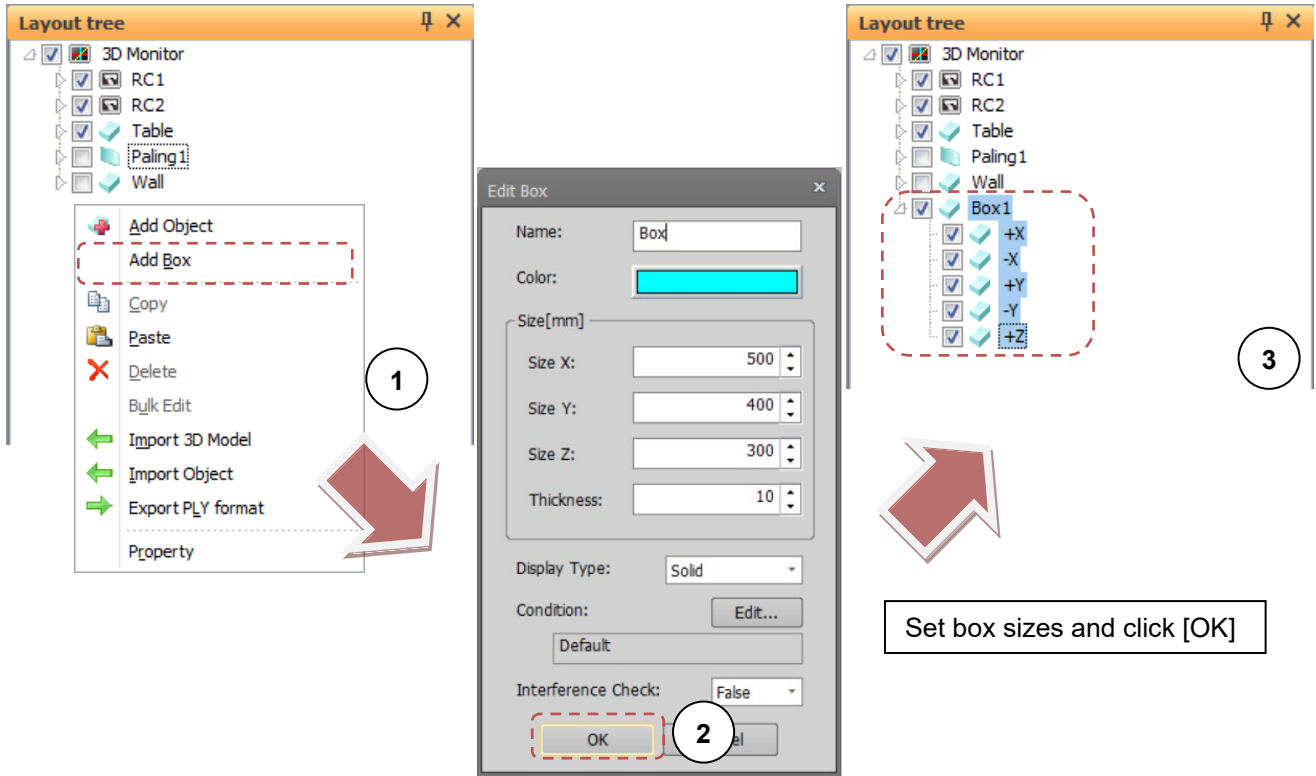 Layout tree
3D Monitor
RC1
RC2
Table
Paling1
Wall
Add Object
Add Box
Copy
Paste
Delete
Bulk Edit
Import 3D Model
Import Object
Export PLY format
Property
1
Edit Box
Name: Box
Color:
Size[mm]
Size X: 500
Size Y: 400
Size Z: 300
Thickness: 10
Display Type: Solid
Condition: Edit...
Default
Interference Check: False
OK
2
Layout tree
3D Monitor
RC1
RC2
Table
Paling1
Wall
Box1
+X
-X
+Y
-Y
+Z
3
Set box sizes and click [OK]